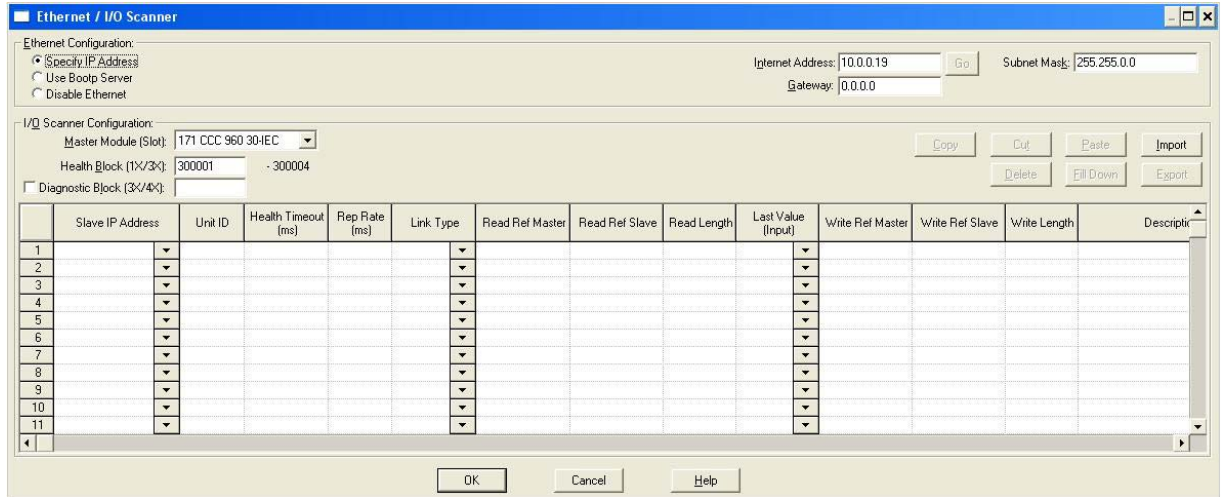 Ethernet / I/O Scanner
Ethernet Configuration:
Specify IP Address
Use Bootp Server
Disable Ethernet
Internet Address: 10.0.0.19 Go Subnet Mask: 255.255.0.0
Gateway: 0.0.0.0
I/O Scanner Configuration:
Master Module (Slot): 171 CCC 960 30-IEC
Health Block (1X/3X): 300001 - 300004
Diagnostic Block (3X/4X):
Copy Cut Paste Import
Delete Fill Down Export
Slave IP Address Unit ID Health Timeout (ms) Rep Rate (ms) Link Type Read Ref Master Read Ref Slave Read Length Last Value (Input) Write Ref Master Write Ref Slave Write Length Descriptic
1
2
3
4
5
6
7
8
9
10
11
OK Cancel Help